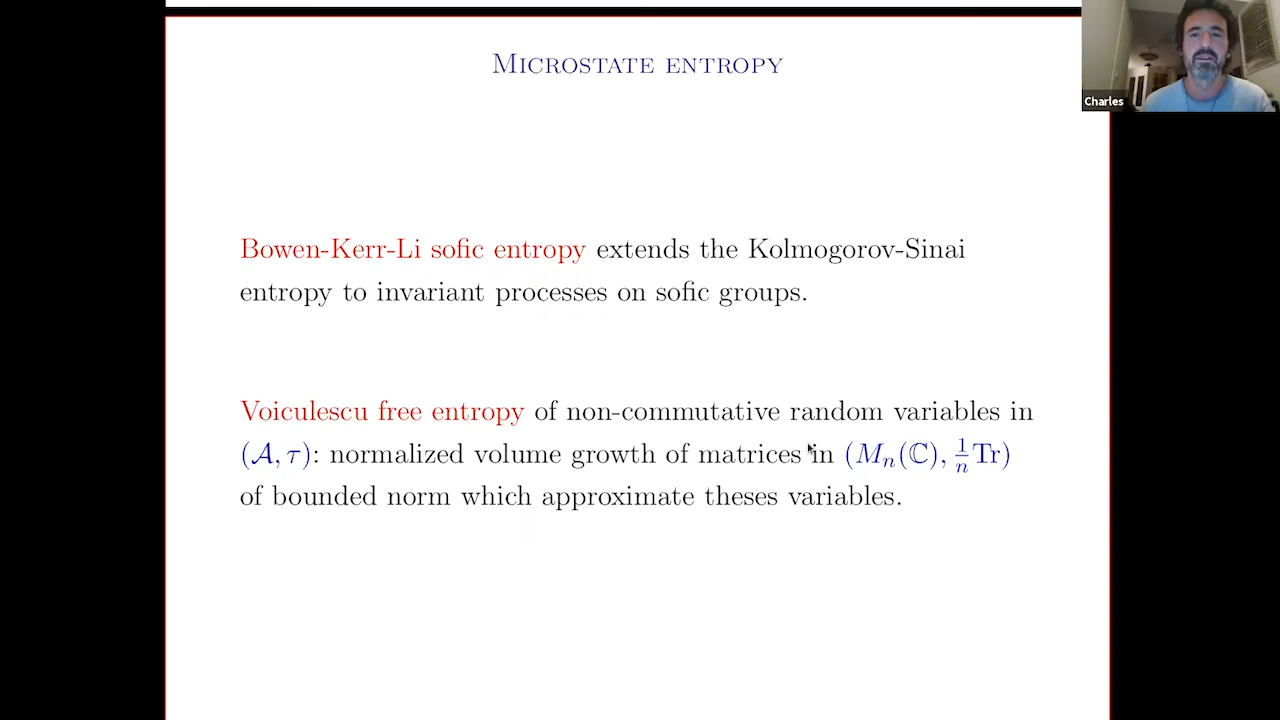 Microstate entropy
Charles
Bowen-Kerr-Li sofic entropy extends the Kolmogorov-Sinai
entropy to invariant processes on sofic groups.
Voiculescu free entropy of non-commutative random variables in
(𝒜, τ): normalized volume growth of matrices in (Mₙ(ℂ), 1/n Tr)
of bounded norm which approximate theses variables.